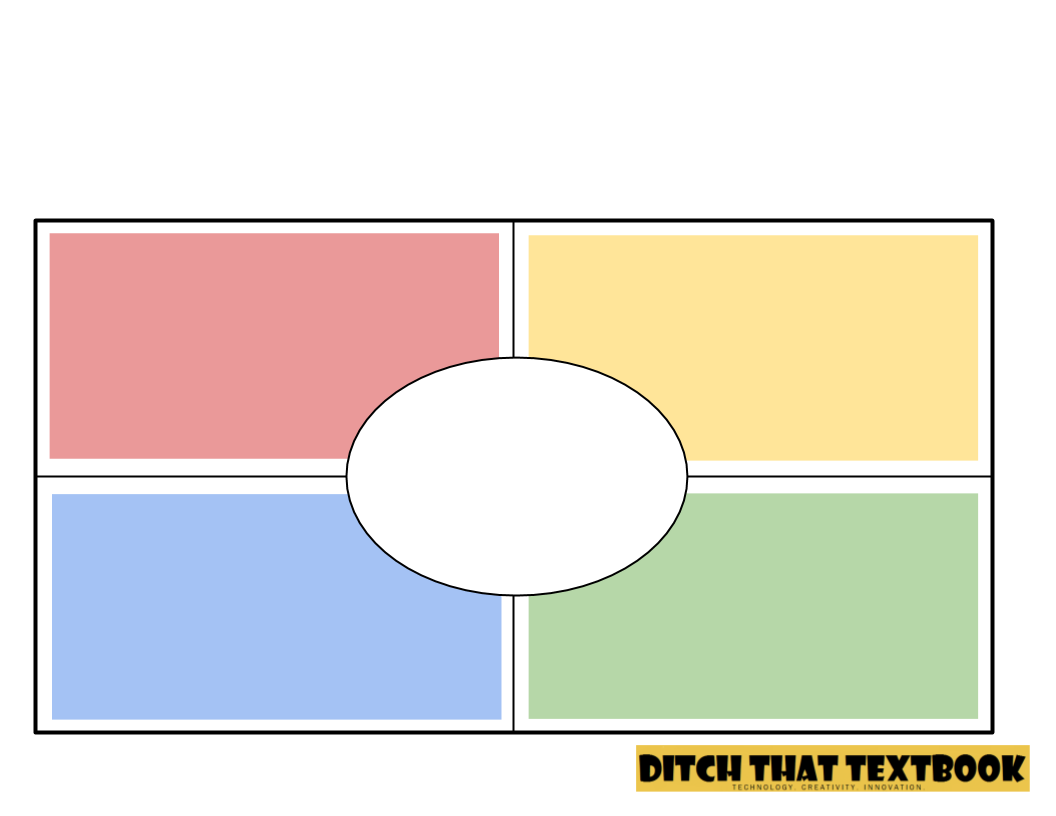 DITCH THAT TEXTBOOK
TECHNOLOGY. CREATIVITY. INNOVATION.